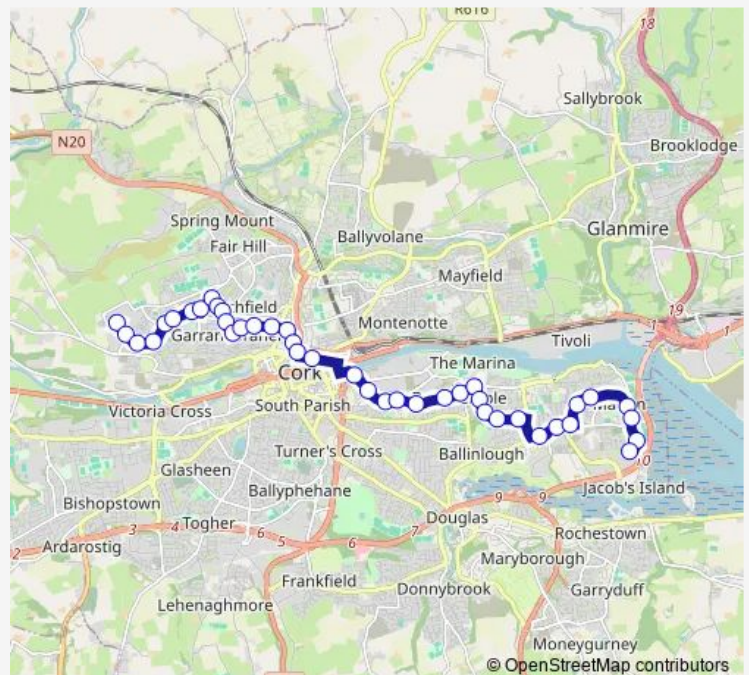 R616
18
Sallybrook
N20
Brooklodge
Spring Mount
Glanmire
Fair Hill
Ballyvolane
Mayfield
19
Montenotte
1
1
Tivoli
The Marina
Cork
Victoria Cross
South Parish
Turner's Cross
Ballinlough
Glasheen
10
Jacob's Island
Ballyphehane
9
9
Bishopstown
Douglas
Togher
Rochestown
3
4
6
5
6
7
2
Ardarostig
Maryborough
Frankfield
Donnybrook
Garryduff
Lehenaghmore
Moneygurney
© OpenStreetMap contributors